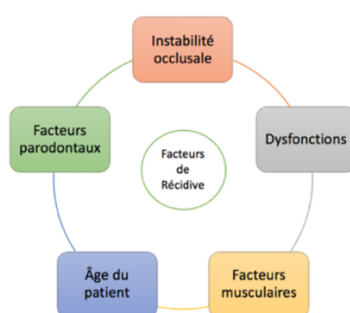 Instabilité
occlusale
Facteurs
parodontaux
Dysfonctions
Facteurs
de
Récidive
Âge du
patient
Facteurs
musculaires